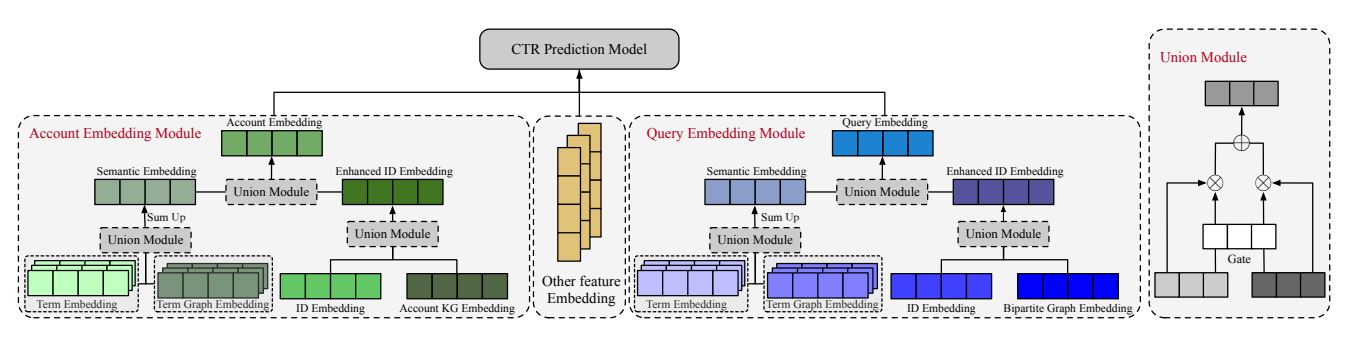 CTR Prediction Model
Union Module
Account Embedding Module
Account Embedding
Semantic Embedding
Enhanced ID Embedding
Union Module
Sum Up
Union Module
Union Module
Term Embedding
Term Graph Embedding
ID Embedding
Account KG Embedding
Other feature
Embedding
Query Embedding Module
Query Embedding
Semantic Embedding
Enhanced ID Embedding
Union Module
Sum Up
Union Module
Union Module
Term Embedding
Term Graph Embedding
ID Embedding
Bipartite Graph Embedding
Gate